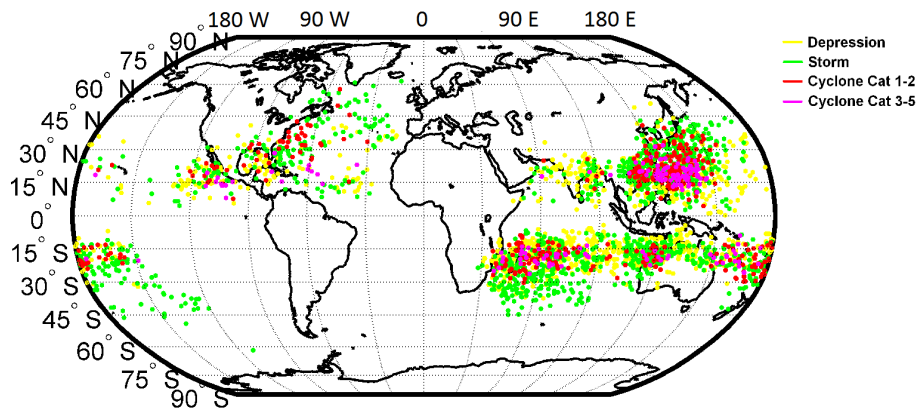 180 W 90 W 0 90 E 180 E
90° N
75° N
60° N
45° N
30° N
15° N
0°
15° S
30° S
45° S
60° S
75° S
90° S
Depression
Storm
Cyclone Cat 1-2
Cyclone Cat 3-5